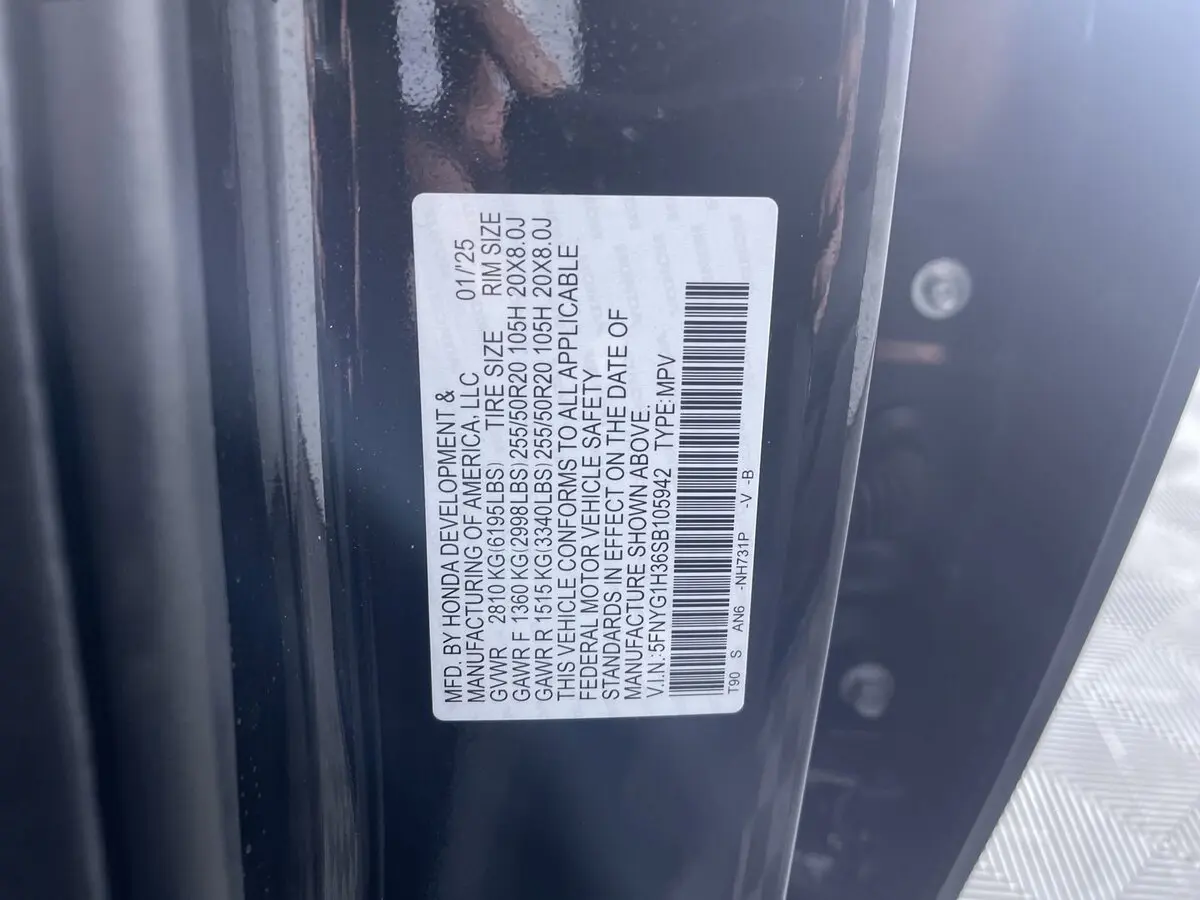 MFD. BY HONDA DEVELOPMENT &
MANUFACTURING OF AMERICA, LLC 01/'25
GVWR 2810 KG(6195LBS) TIRE SIZE RIM SIZE
GAWR F 1360 KG(2998LBS)255/50R20 105H 20X8.0J
GAWR R 1515 KG(3340LBS)255/50R20 105H 20X8.0J
THIS VEHICLE CONFORMS TO ALL APPLICABLE
FEDERAL MOTOR VEHICLE SAFETY
STANDARDS IN EFFECT ON THE DATE OF
MANUFACTURE SHOWN ABOVE.
V.I.N.:5FNYG1H36SB105942 TYPE:MPV
T90 S AN6 -NH731P -V -B